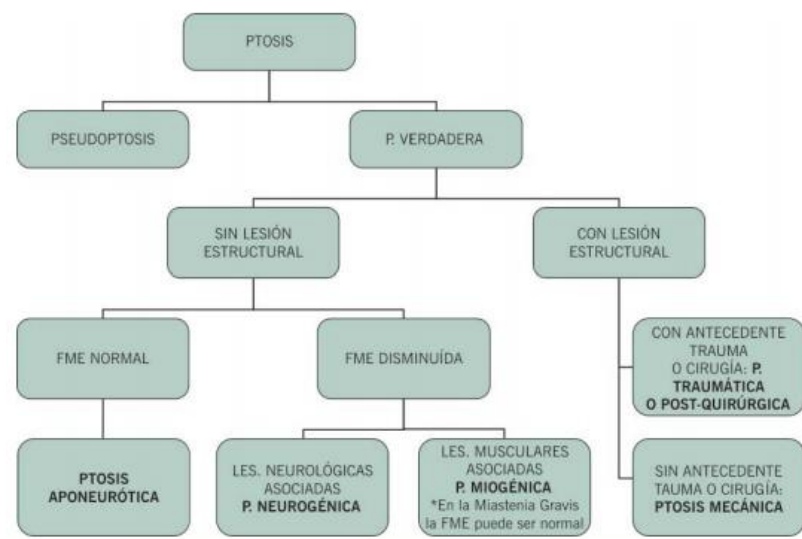 PTOSIS
PSEUDOPTOSIS
P. VERDADERA
SIN LESIÓN
ESTRUCTURAL
CON LESIÓN
ESTRUCTURAL
FME NORMAL
FME DISMINUÍDA
CON ANTECEDENTE
TRAUMA
O CIRUGÍA: P.
TRAUMÁTICA
O POST-QUIRÚRGICA
PTOSIS
APONEURÓTICA
LES. NEUROLÓGICAS
ASOCIADAS
P. NEUROGÉNICA
LES. MUSCULARES
ASOCIADAS
P. MIOGÉNICA
*En la Miastenia Gravis
la FME puede ser normal
SIN ANTECEDENTE
TAUMA O CIRUGÍA:
PTOSIS MECÁNICA